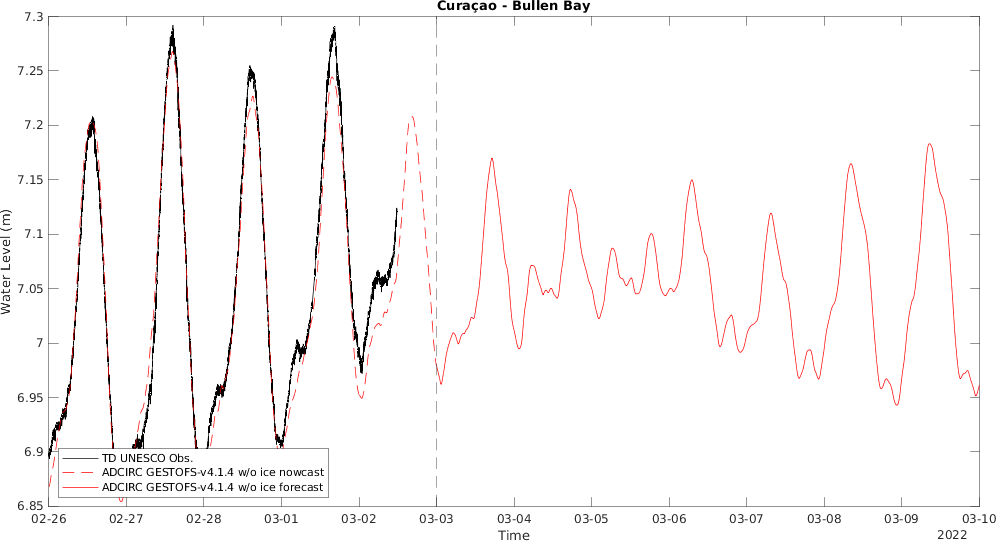 Curaçao - Bullen Bay
7.3
7.25
7.2
7.15
7.1
7.05
7
6.95
6.9
6.85
Water Level (m)
TD UNESCO Obs.
ADCIRC GESTOFS-v4.1.4 w/o ice nowcast
ADCIRC GESTOFS-v4.1.4 w/o ice forecast
02-26 02-27 02-28 03-01 03-02 03-03 03-04 03-05 03-06 03-07 03-08 03-09 03-10
Time
2022